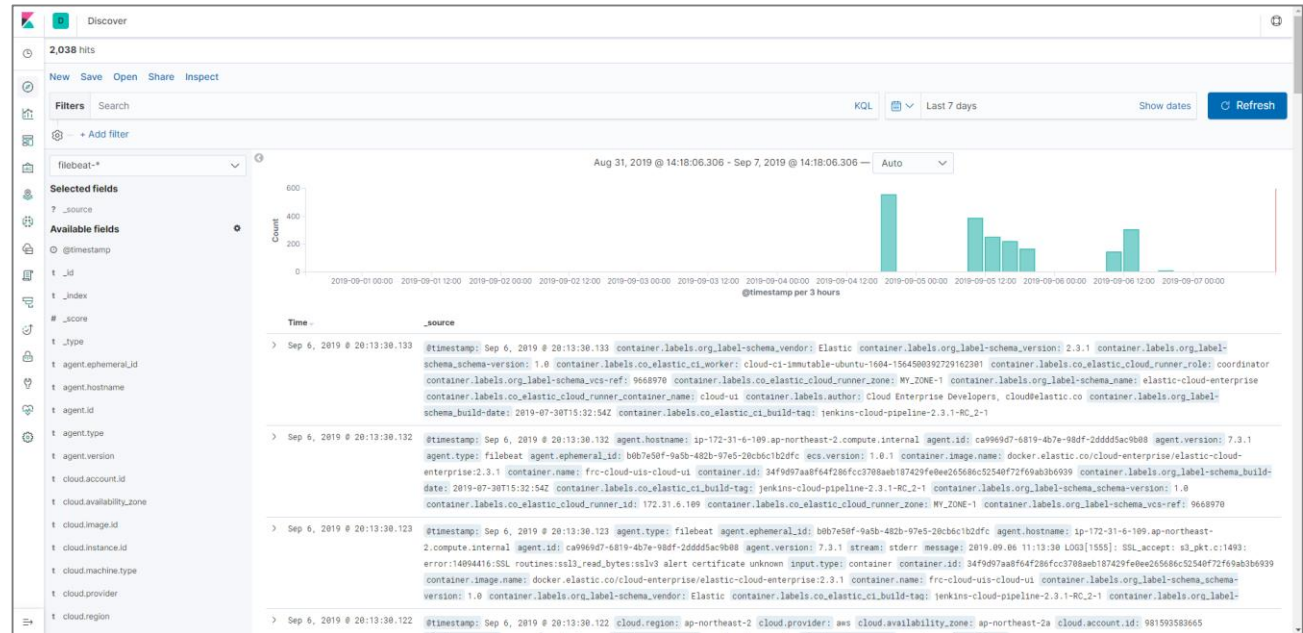 D Discover
2,038 hits
New Save Open Share Inspect
Filters Search KQL Last 7 days Show dates Refresh
+ Add filter
filebeat-*
Selected fields
? _source
Available fields
@timestamp
t _id
t _index
# _score
t _type
t agent.ephemeral_id
t agent.hostname
t agent.id
t agent.type
t agent.version
t cloud.account.id
t cloud.availability_zone
t cloud.image.id
t cloud.instance.id
t cloud.machine.type
t cloud.provider
t cloud.region
Aug 31, 2019 @ 14:18:06.306 - Sep 7, 2019 @ 14:18:06.306 — Auto
600
400
200
0
Count
2019-09-01 00:00 2019-09-01 12:00 2019-09-02 00:00 2019-09-02 12:00 2019-09-03 00:00 2019-09-03 12:00 2019-09-04 00:00 2019-09-04 12:00 2019-09-05 00:00 2019-09-05 12:00 2019-09-06 00:00 2019-09-06 12:00 2019-09-07 00:00
@timestamp per 3 hours
Time _source
> Sep 6, 2019 @ 20:13:30.133 @timestamp: Sep 6, 2019 @ 20:13:30.133 container.labels.org_label-schema_vendor: Elastic container.labels.org_label-schema_version: 2.3.1 container.labels.org_label-
schema_schema-version: 1.0 container.labels.co_elastic_ci_worker: cloud-ci-immutable-ubuntu-1604-1564500392729162301 container.labels.co_elastic_cloud_runner_role: coordinator
container.labels.co_elastic_cloud_runner_container_name: cloud-ui container.labels.co_elastic_cloud_runner_zone: MY_ZONE-1 container.labels.org_label-schema_vcs-ref: 9668970 container.labels.org_label-schema_name: elastic-cloud-enterprise
container.labels.author: Cloud Enterprise Developers, cloud@elastic.co container.labels.org_label-
schema_build-date: 2019-07-30T15:32:54Z container.labels.co_elastic_ci_build-tag: jenkins-cloud-pipeline-2.3.1-RC_2-1
> Sep 6, 2019 @ 20:13:30.132 @timestamp: Sep 6, 2019 @ 20:13:30.132 agent.hostname: ip-172-31-6-109.ap-northeast-2.compute.internal agent.id: ca9969d7-6819-4b7e-98df-2dddd5ac9b08 agent.version: 7.3.1
agent.type: filebeat agent.ephemeral_id: b0b7e50f-9a5b-482b-97e5-20cb6c1b2dfc ecs.version: 1.0.1 container.image.name: docker.elastic.co/cloud-enterprise/elastic-cloud-
enterprise:2.3.1 container.name: frc-cloud-uis-cloud-ui container.id: 34f9d97aa8f64f286fcc3708aeb187429fe0ee265686c52540f72f69ab3b6939 container.labels.org_label-schema_build-
date: 2019-07-30T15:32:54Z container.labels.co_elastic_ci_build-tag: jenkins-cloud-pipeline-2.3.1-RC_2-1 container.labels.org_label-schema_schema-version: 1.0
container.labels.co_elastic_cloud_runner_id: 172.31.6.109 container.labels.co_elastic_cloud_runner_zone: MY_ZONE-1 container.labels.org_label-schema_vcs-ref: 9668970
> Sep 6, 2019 @ 20:13:30.123 @timestamp: Sep 6, 2019 @ 20:13:30.123 agent.type: filebeat agent.ephemeral_id: b0b7e50f-9a5b-482b-97e5-20cb6c1b2dfc agent.hostname: ip-172-31-6-109.ap-northeast-
2.compute.internal agent.id: ca9969d7-6819-4b7e-98df-2dddd5ac9b08 agent.version: 7.3.1 stream: stderr message: 2019.09.06 11:13:30 LOG3[1555]: SSL_accept: s3_pkt.c:1493:
error:14094416:SSL routines:ssl3_read_bytes:sslv3 alert certificate unknown input.type: container container.id: 34f9d97aa8f64f286fcc3708aeb187429fe0ee265686c52540f72f69ab3b6939
container.image.name: docker.elastic.co/cloud-enterprise/elastic-cloud-enterprise:2.3.1 container.name: frc-cloud-uis-cloud-ui container.labels.org_label-schema_schema-
version: 1.0 container.labels.org_label-schema_vendor: Elastic container.labels.co_elastic_ci_build-tag: jenkins-cloud-pipeline-2.3.1-RC_2-1 container.labels.org_label-
> Sep 6, 2019 @ 20:13:30.122 @timestamp: Sep 6, 2019 @ 20:13:30.122 cloud.region: ap-northeast-2 cloud.provider: aws cloud.availability_zone: ap-northeast-2a cloud.account.id: 981593583665